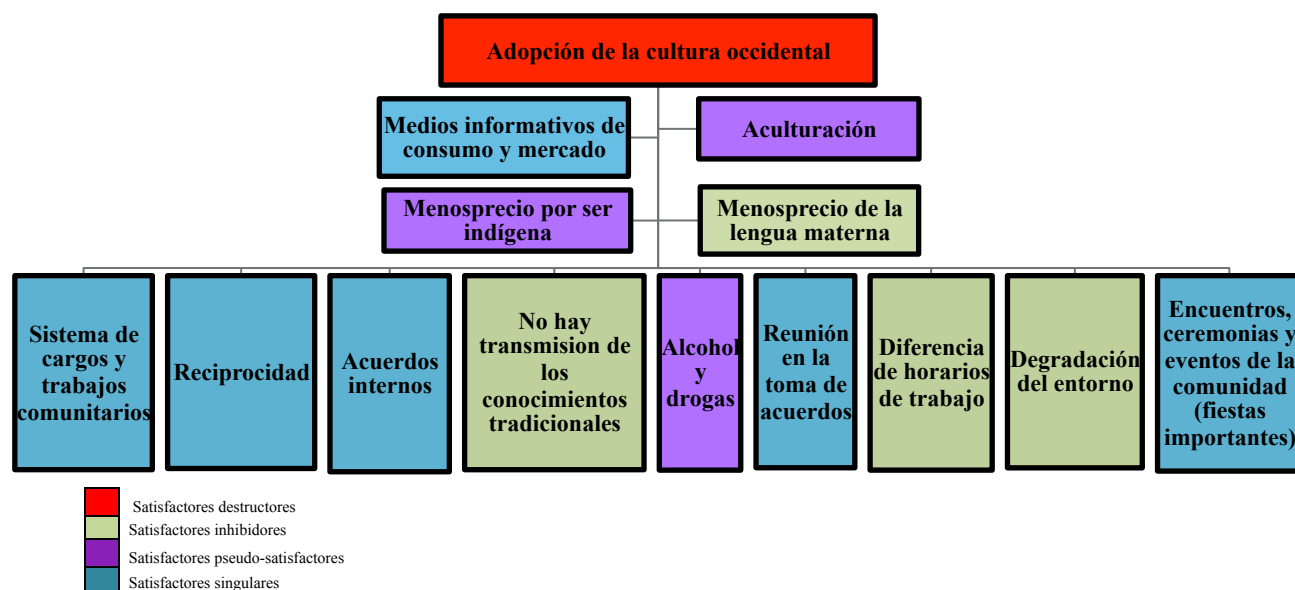 Adopción de la cultura occidental
Medios informativos de
consumo y mercado
Aculturación
Menosprecio por ser
indígena
Menosprecio de la
lengua materna
Sistema de
cargos y
trabajos
comunitarios
Reciprocidad
Acuerdos
internos
No hay
transmision de
los
conocimientos
tradicionales
Alcohol
y
drogas
Reunión
en la
toma de
acuerdos
Diferencia
de horarios
de trabajo
Degradación
del entorno
Encuentros,
ceremonias y
eventos de la
comunidad
(fiestas
importantes)
Satisfactores destructores
Satisfactores inhibidores
Satisfactores pseudo-satisfactores
Satisfactores singulares